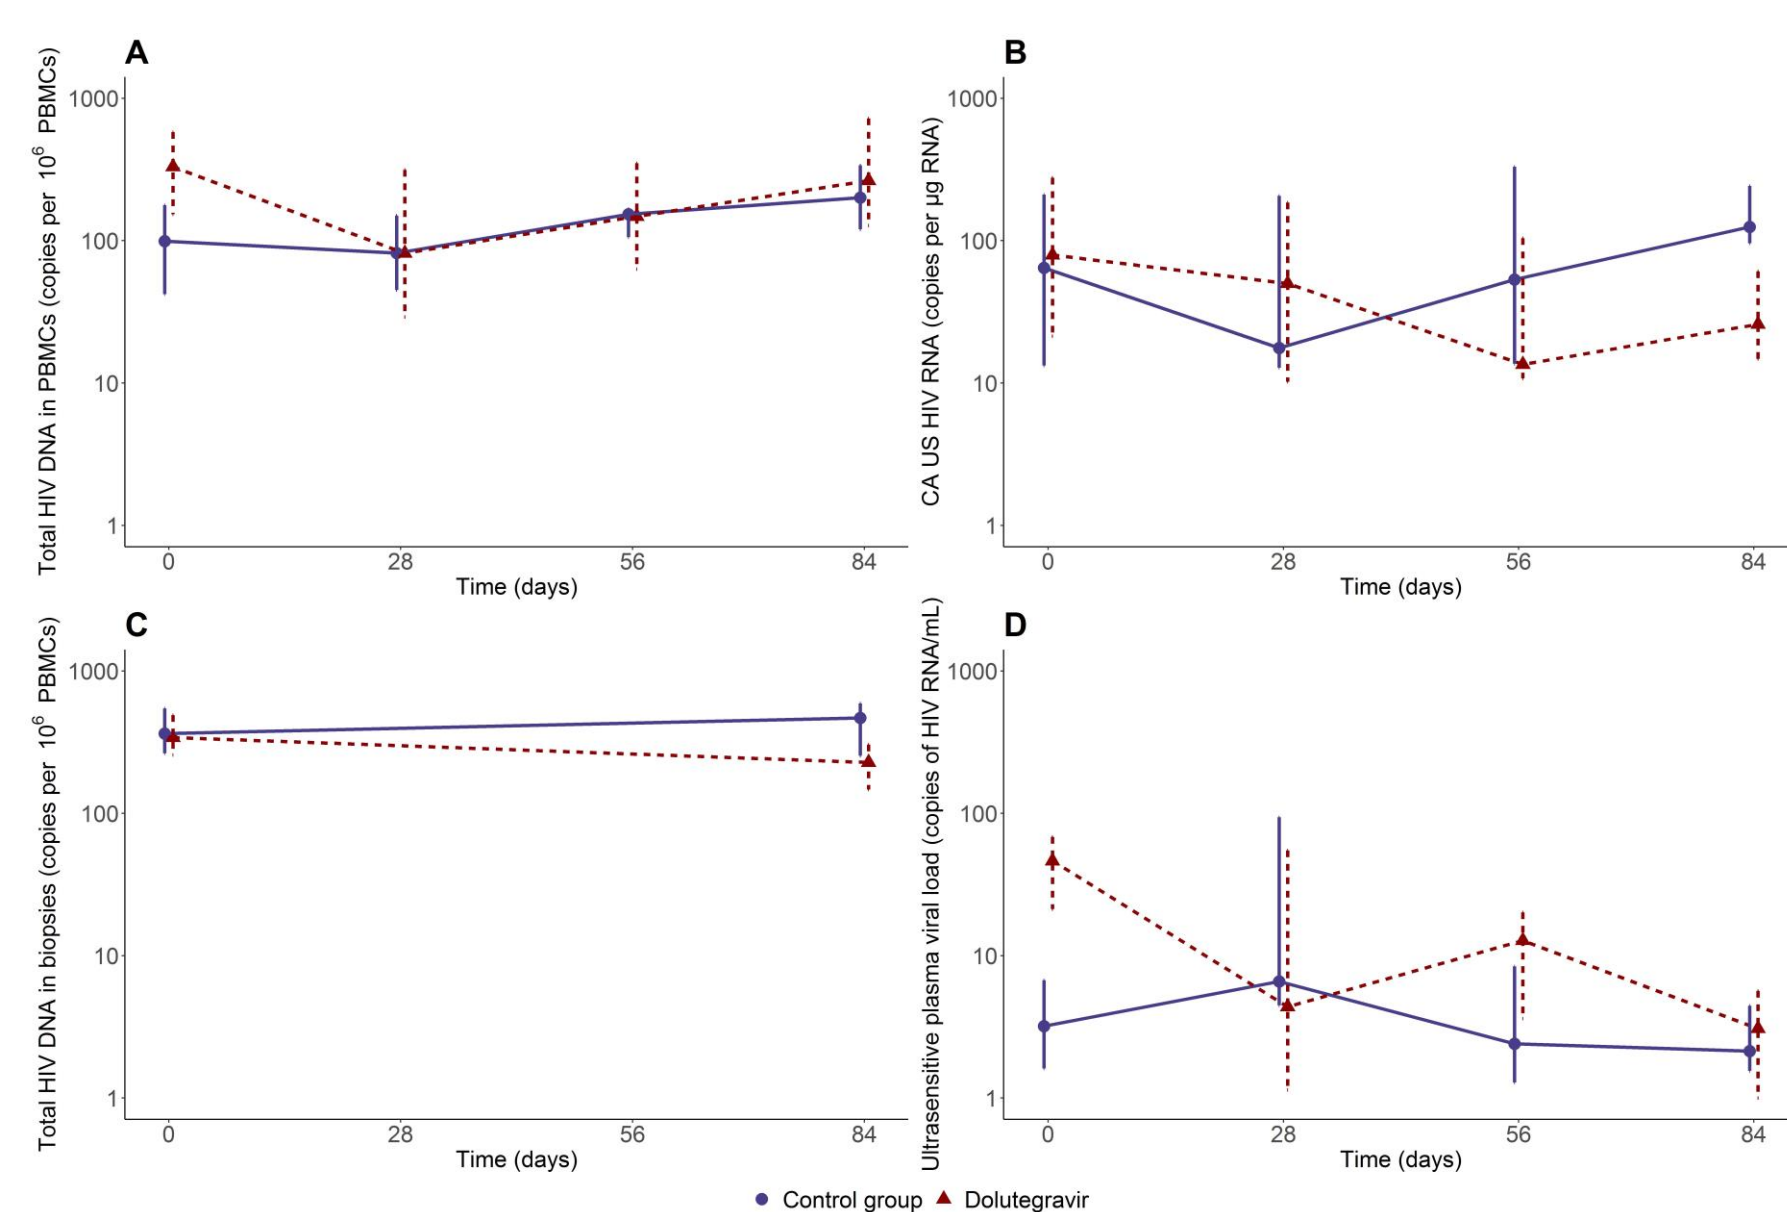 A
Total HIV DNA in PBMCs (copies per 10⁶ PBMCs)
1000
100
10
1
0 28 56 84
Time (days)
B
CA US HIV RNA (copies per µg RNA)
1000
100
10
1
0 28 56 84
Time (days)
C
Total HIV DNA in biopsies (copies per 10⁶ PBMCs)
1000
100
10
1
0 28 56 84
Time (days)
D
Ultrasensitive plasma viral load (copies of HIV RNA/mL)
1000
100
10
1
0 28 56 84
Time (days)
Control group Dolutegravir